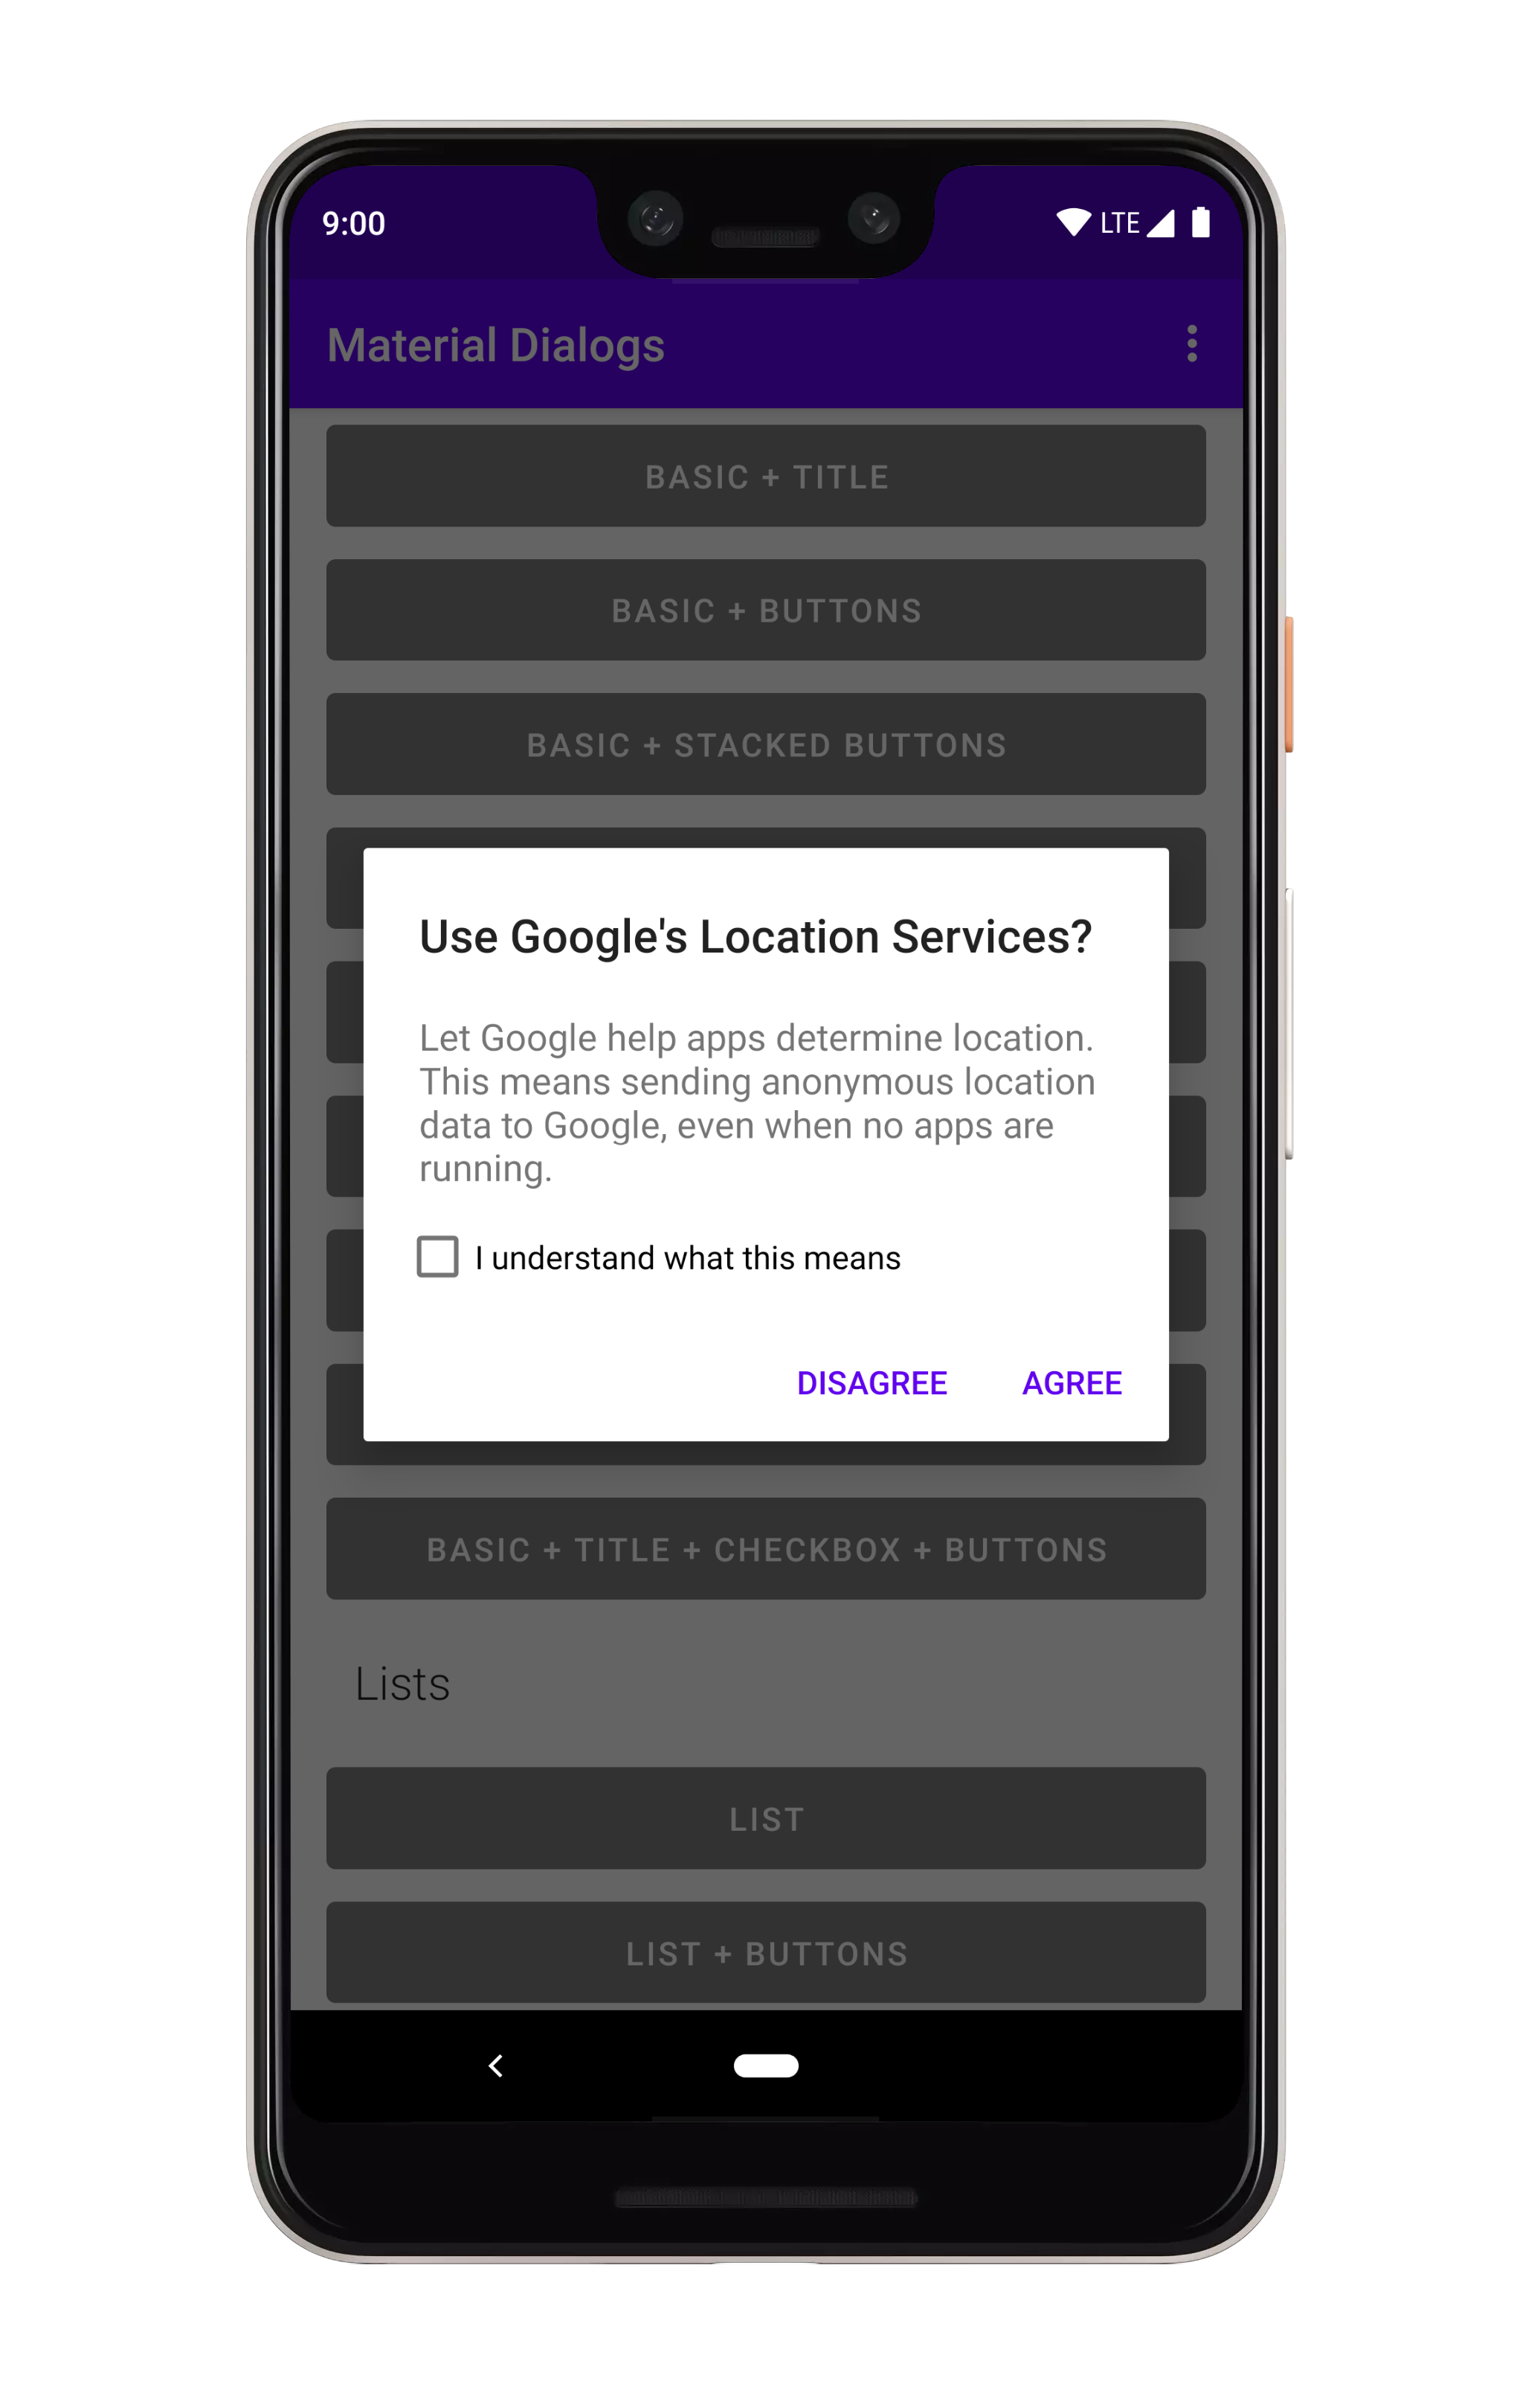 9:00 LTE
Material Dialogs
BASIC + TITLE
BASIC + BUTTONS
BASIC + STACKED BUTTONS
Use Google's Location Services?
Let Google help apps determine location.
This means sending anonymous location
data to Google, even when no apps are
running.
I understand what this means
DISAGREE AGREE
BASIC + TITLE + CHECKBOX + BUTTONS
Lists
LIST
LIST + BUTTONS